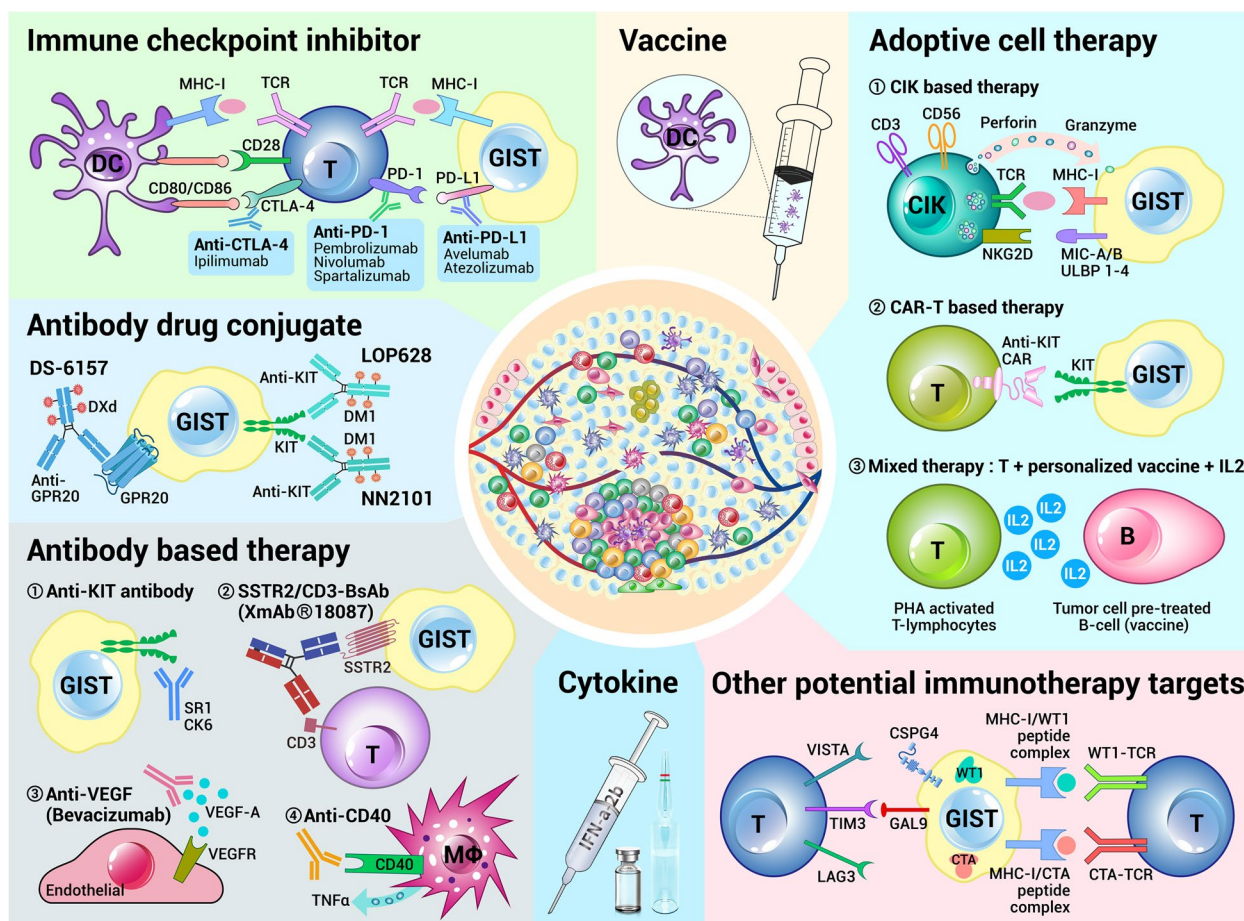 Immune checkpoint inhibitor
MHC-I
TCR
TCR
MHC-I
DC
T
GIST
CD28
CD80/CD86
CTLA-4
PD-1
PD-L1
Anti-CTLA-4
Ipilimumab
Anti-PD-1
Pembrolizumab
Nivolumab
Spartalizumab
Anti-PD-L1
Avelumab
Atezolizumab
Vaccine
DC
Adoptive cell therapy
① CIK based therapy
CD3
CD56
Perforin
Granzyme
CIK
TCR
MHC-I
GIST
NKG2D
MIC-A/B
ULBP 1-4
② CAR-T based therapy
T
Anti-KIT
CAR
KIT
GIST
③ Mixed therapy : T + personalized vaccine + IL2
T
IL2
IL2
IL2
IL2
IL2
B
PHA activated
T-lymphocytes
Tumor cell pre-treated
B-cell (vaccine)
Antibody drug conjugate
DS-6157
DXd
Anti-
GPR20
GPR20
GIST
Anti-KIT
LOP628
DM1
KIT
DM1
Anti-KIT
NN2101
Antibody based therapy
① Anti-KIT antibody
GIST
SR1
CK6
② SSTR2/CD3-BsAb
(XmAb®18087)
SSTR2
GIST
CD3
T
③ Anti-VEGF
(Bevacizumab)
VEGF-A
VEGFR
Endothelial
④ Anti-CD40
CD40
MΦ
TNFα
Cytokine
IFN-α2b
Other potential immunotherapy targets
T
VISTA
TIM3
LAG3
GAL9
CSPG4
WT1
GIST
CTA
MHC-I/WT1
peptide
complex
WT1-TCR
T
MHC-I/CTA
peptide
complex
CTA-TCR